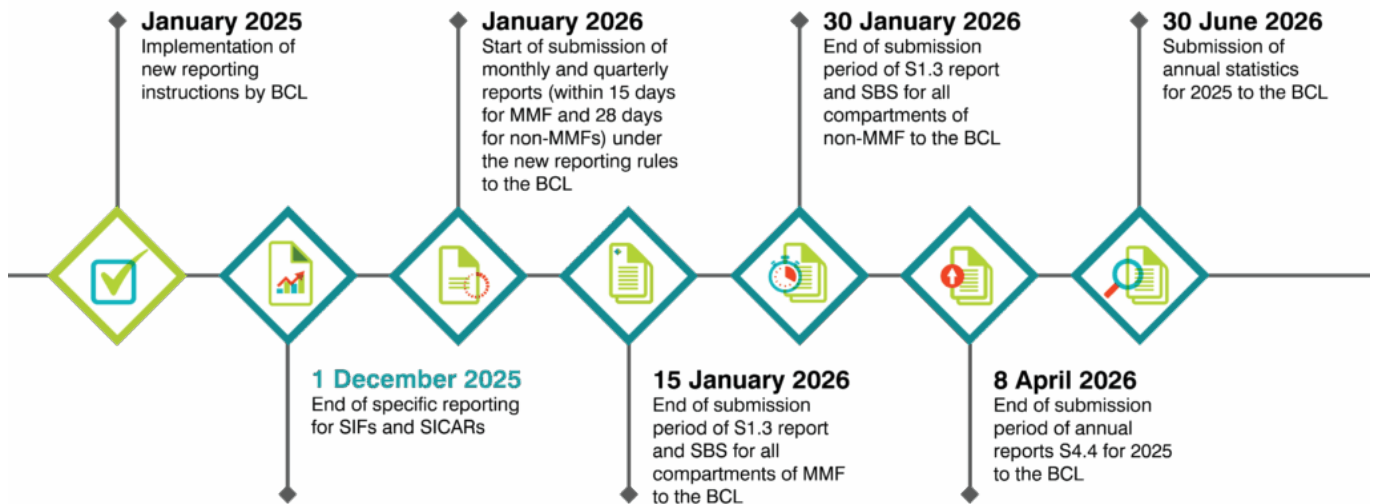 January 2025
Implementation of
new reporting
instructions by BCL
1 December 2025
End of specific reporting
for SIFs and SICARs
January 2026
Start of submission of
monthly and quarterly
reports (within 15 days
for MMF and 28 days
for non-MMFs) under
the new reporting rules
to the BCL
15 January 2026
End of submission
period of S1.3 report
and SBS for all
compartments of MMF
to the BCL
30 January 2026
End of submission
period of S1.3 report
and SBS for all
compartments of
non-MMF to the BCL
8 April 2026
End of submission
period of annual
reports S4.4 for 2025
to the BCL
30 June 2026
Submission of
annual statistics
for 2025 to the BCL